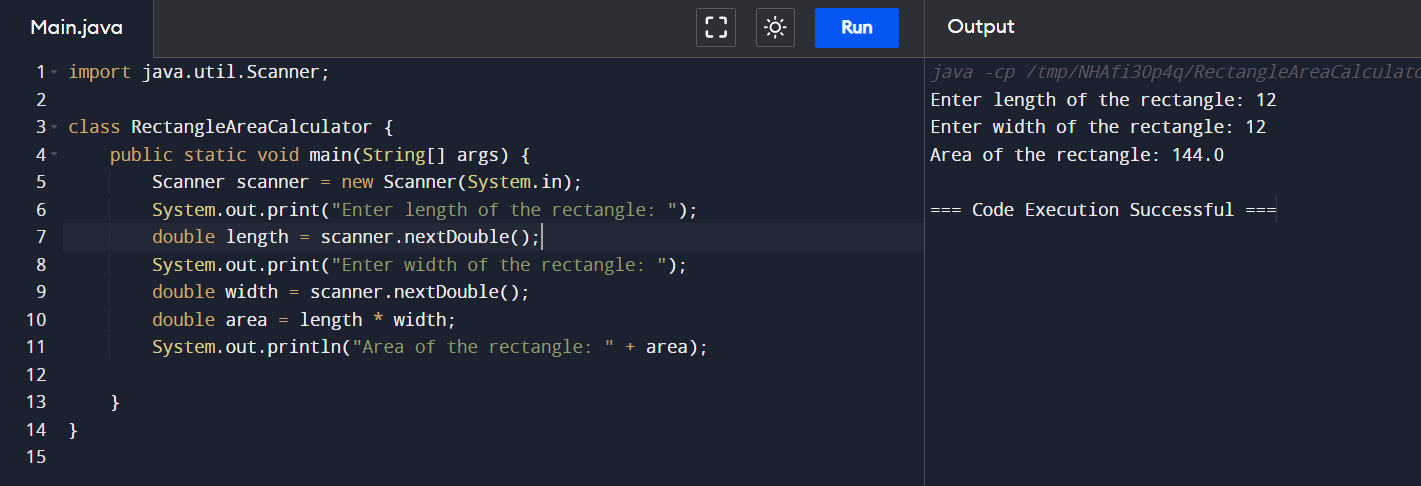 Main.java
Run
Output
1 import java.util.Scanner;
2
3 class RectangleAreaCalculator {
4 public static void main(String[] args) {
5 Scanner scanner = new Scanner(System.in);
6 System.out.print("Enter length of the rectangle: ");
7 double length = scanner.nextDouble();
8 System.out.print("Enter width of the rectangle: ");
9 double width = scanner.nextDouble();
10 double area = length * width;
11 System.out.println("Area of the rectangle: " + area);
12
13 }
14 }
15
java -cp /tmp/NHAfi3Op4q/RectangleAreaCalculato
Enter length of the rectangle: 12
Enter width of the rectangle: 12
Area of the rectangle: 144.0
=== Code Execution Successful ===